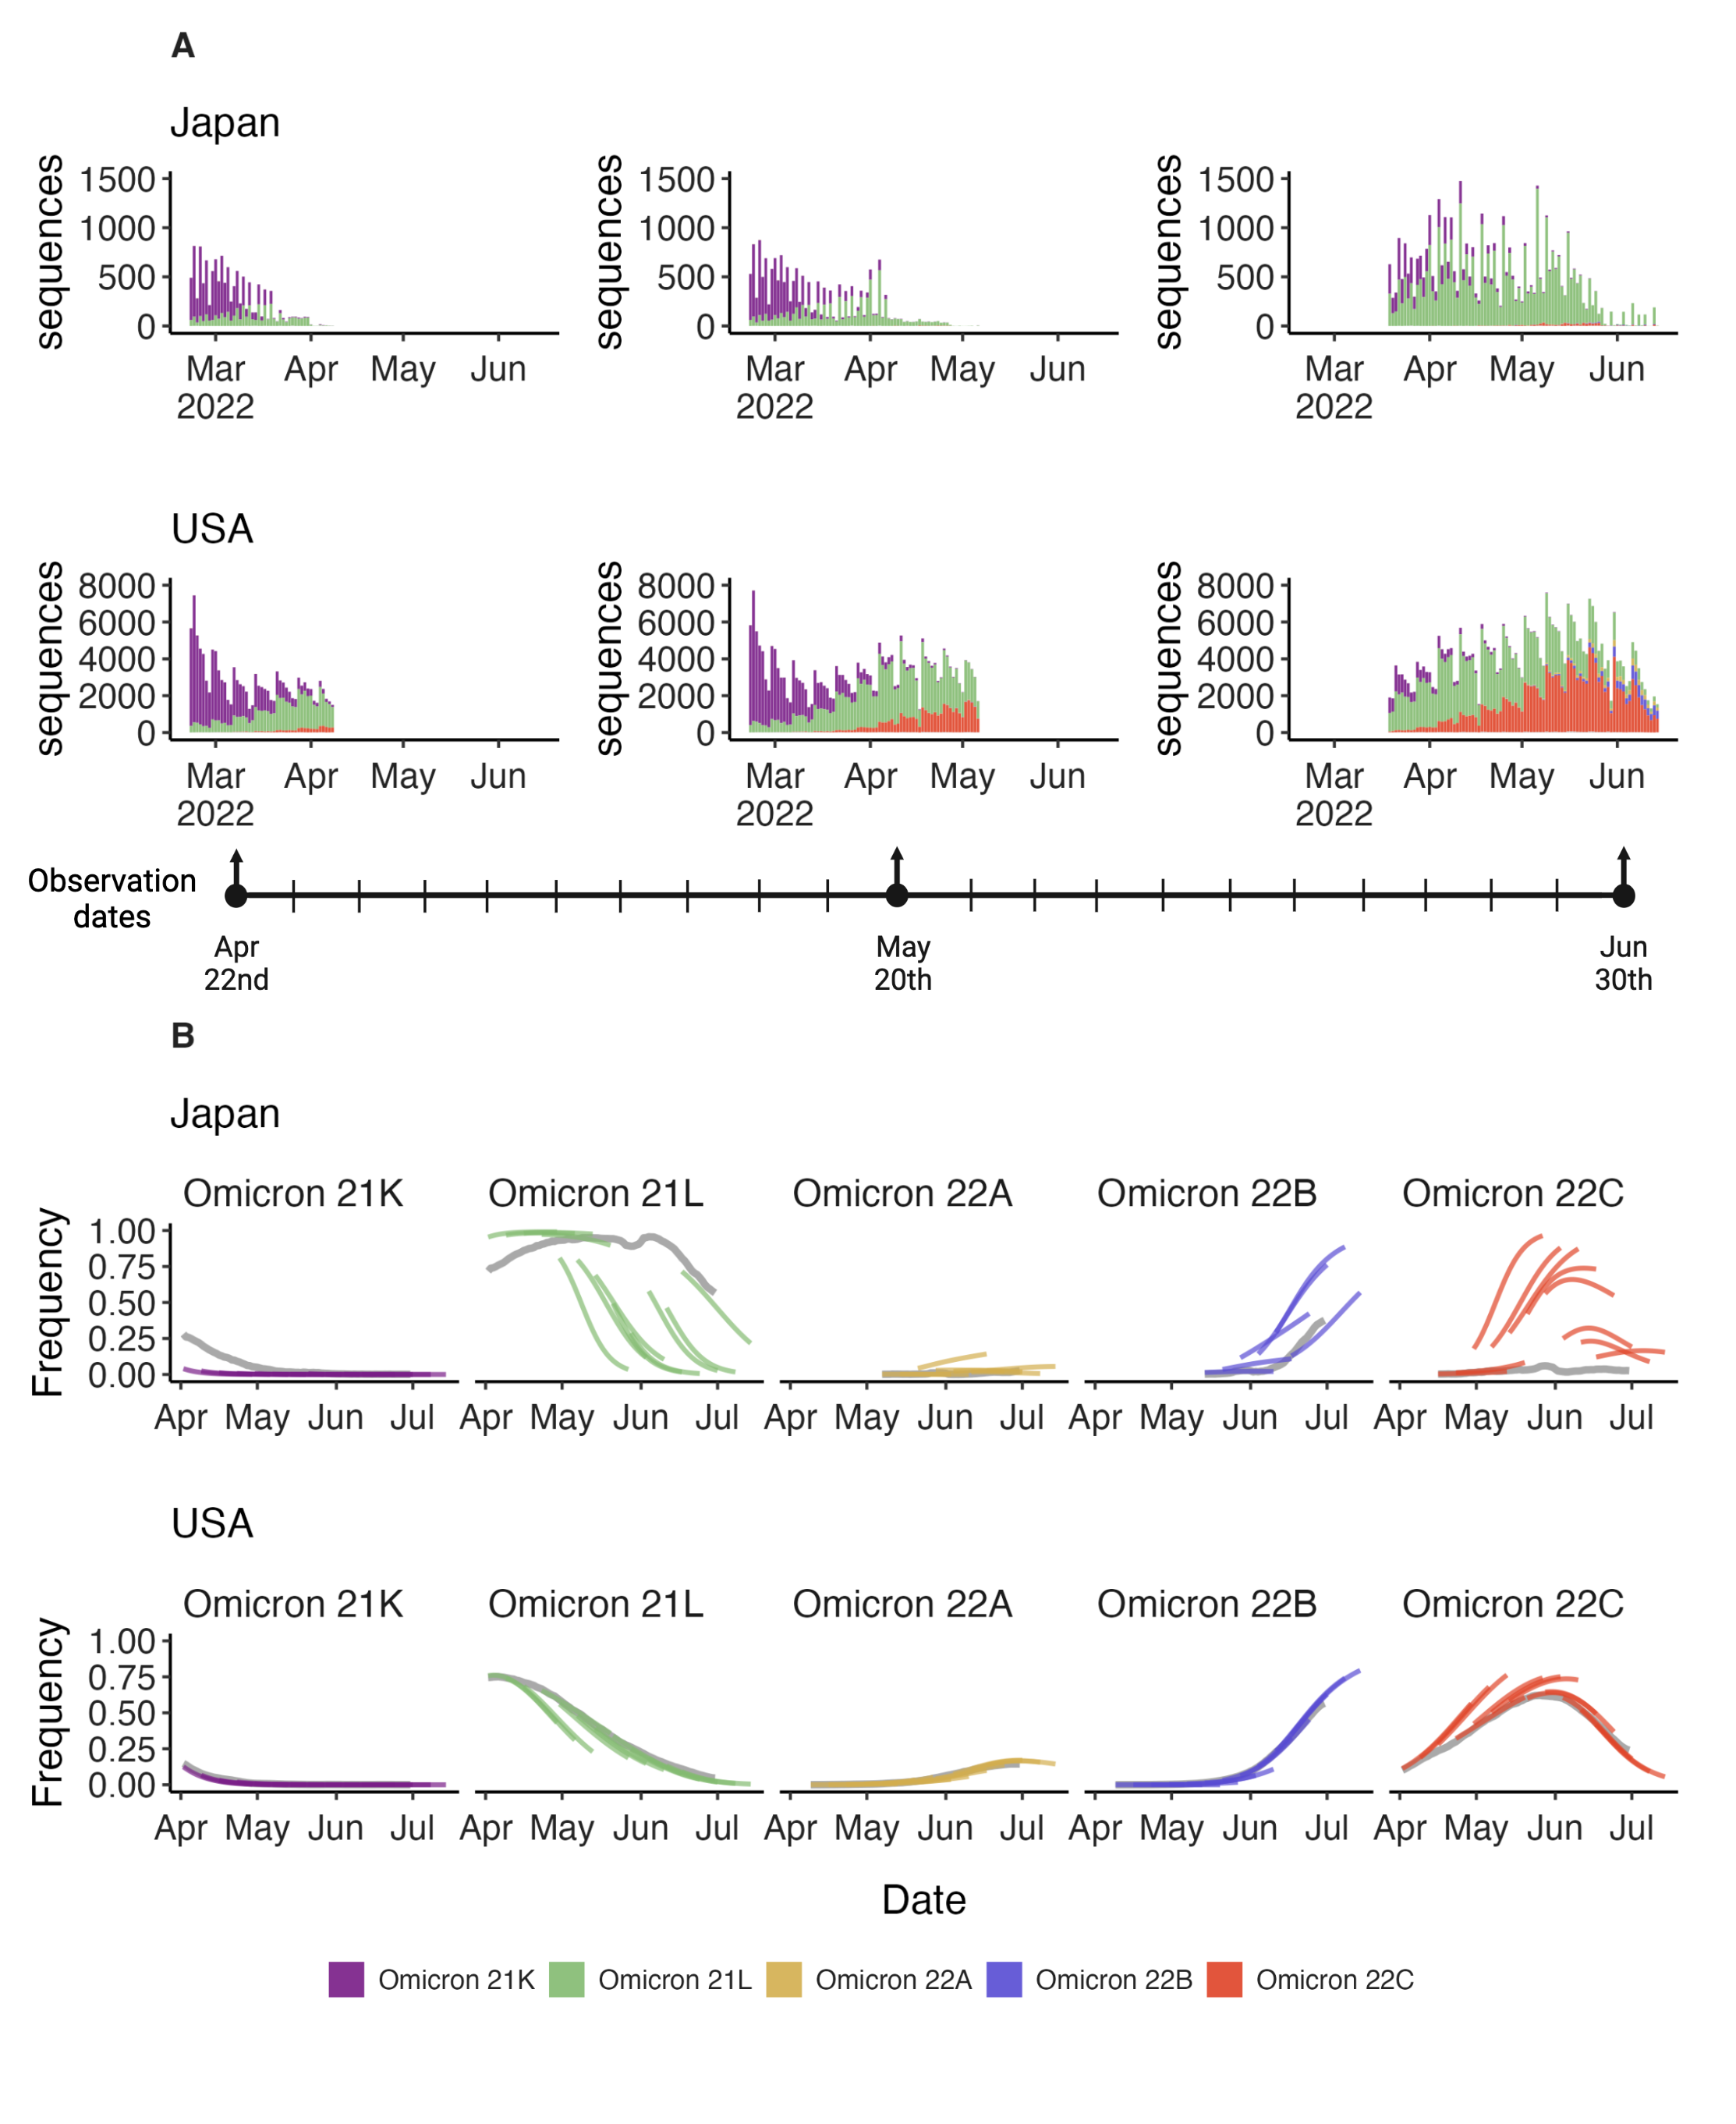 A
Japan
sequences
1500
1000
500
0
Mar
2022
Apr
May
Jun
sequences
1500
1000
500
0
Mar
2022
Apr
May
Jun
sequences
1500
1000
500
0
Mar
2022
Apr
May
Jun
USA
sequences
8000
6000
4000
2000
0
Mar
2022
Apr
May
Jun
sequences
8000
6000
4000
2000
0
Mar
2022
Apr
May
Jun
sequences
8000
6000
4000
2000
0
Mar
2022
Apr
May
Jun
Observation
dates
Apr
22nd
May
20th
Jun
30th
B
Japan
Omicron 21K
Omicron 21L
Omicron 22A
Omicron 22B
Omicron 22C
Frequency
1.00
0.75
0.50
0.25
0.00
Apr May Jun Jul
Apr May Jun Jul
Apr May Jun Jul
Apr May Jun Jul
Apr May Jun Jul
USA
Omicron 21K
Omicron 21L
Omicron 22A
Omicron 22B
Omicron 22C
Frequency
1.00
0.75
0.50
0.25
0.00
Apr May Jun Jul
Apr May Jun Jul
Apr May Jun Jul
Apr May Jun Jul
Apr May Jun Jul
Date
Omicron 21K
Omicron 21L
Omicron 22A
Omicron 22B
Omicron 22C